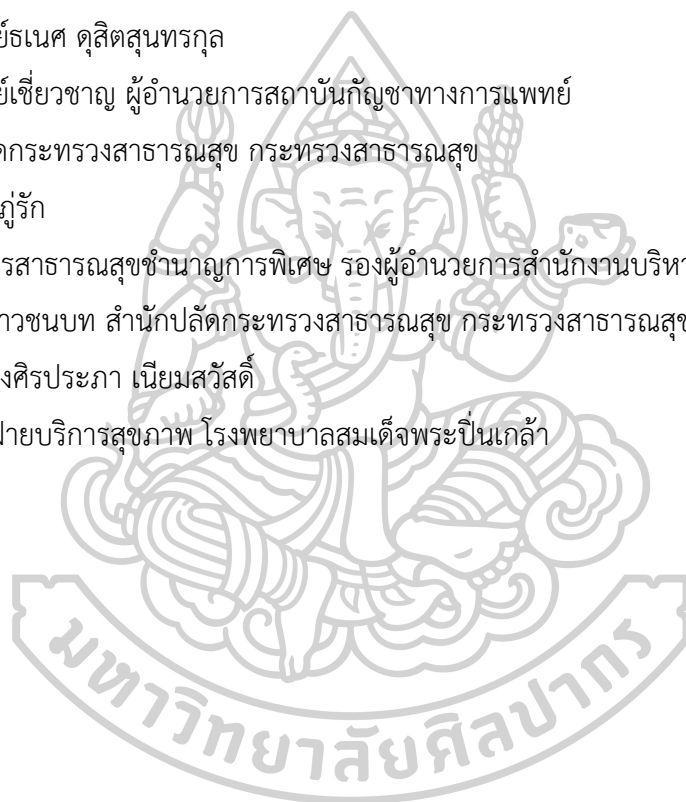 ย์ธเนศ ดุสิตสุนทรกุล
ย์เชี่ยวชาญ ผู้อำนวยการสถาบันกัญชาทางการแพทย์
ดกระทรวงสาธารณสุข กระทรวงสาธารณสุข
ภู่รัก
ารสาธารณสุขชำนาญการพิเศษ รองผู้อำนวยการสำนักงานบริหา
าวชนบท สำนักปลัดกระทรวงสาธารณสุข กระทรวงสาธารณสุข
งศิรประภา เนียมสวัสดิ์
ฝ่ายบริการสุขภาพ โรงพยาบาลสมเด็จพระปิ่นเกล้า
มหาวิทยาลัยศิลปากร